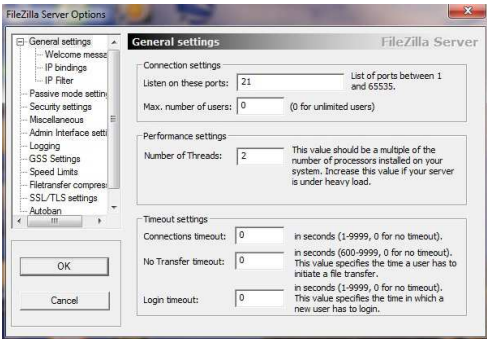 FileZilla Server Options
General settings
Welcome messa
IP bindings
IP Filter
Passive mode settin
Security settings
Miscellaneous
Admin Interface setti
Logging
GSS Settings
Speed Limits
Filetransfer compres
SSL/TLS settings
Autoban
OK
Cancel
General settings
FileZilla Server
Connection settings
Listen on these ports: 21 List of ports between 1
and 65535.
Max. number of users: 0 (0 for unlimited users)
Performance settings
Number of Threads: 2 This value should be a multiple of the
number of processors installed on your
system. Increase this value if your server
is under heavy load.
Timeout settings
Connections timeout: 0 in seconds (1-9999, 0 for no timeout).
No Transfer timeout: 0 in seconds (600-9999, 0 for no timeout).
This value specifies the time a user has to
initiate a file transfer.
Login timeout: 0 in seconds (1-9999, 0 for no timeout).
This value specifies the time in which a
new user has to login.